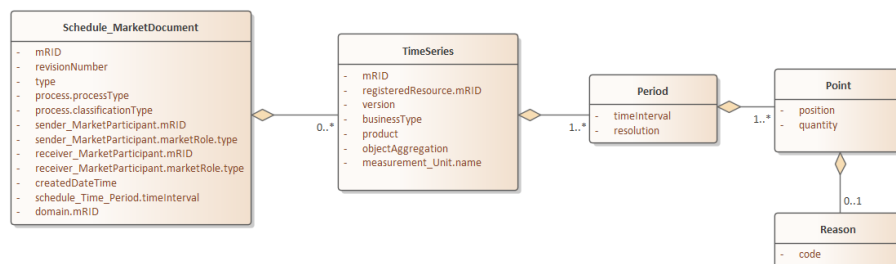 Schedule_MarketDocument
- mRID
- revisionNumber
- type
- process.processType
- process.classificationType
- sender_MarketParticipant.mRID
- sender_MarketParticipant.marketRole.type
- receiver_MarketParticipant.mRID
- receiver_MarketParticipant.marketRole.type
- createdDateTime
- schedule_Time_Period.timeInterval
- domain.mRID
0..*
TimeSeries
- mRID
- registeredResource.mRID
- version
- businessType
- product
- objectAggregation
- measurement_Unit.name
1..*
Period
- timeInterval
- resolution
1..*
Point
- position
- quantity
0..1
Reason
- code